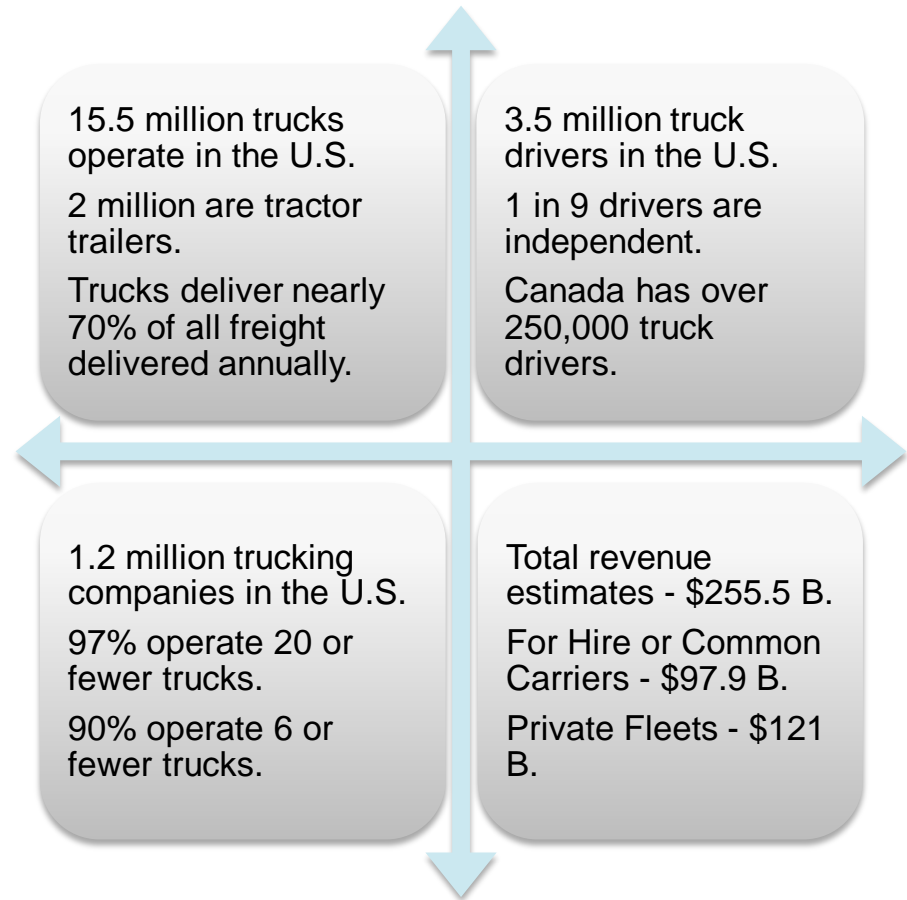 15.5 million trucks
operate in the U.S.
2 million are tractor
trailers.
Trucks deliver nearly
70% of all freight
delivered annually.
3.5 million truck
drivers in the U.S.
1 in 9 drivers are
independent.
Canada has over
250,000 truck
drivers.
1.2 million trucking
companies in the U.S.
97% operate 20 or
fewer trucks.
90% operate 6 or
fewer trucks.
Total revenue
estimates - $255.5 B.
For Hire or Common
Carriers - $97.9 B.
Private Fleets - $121
B.